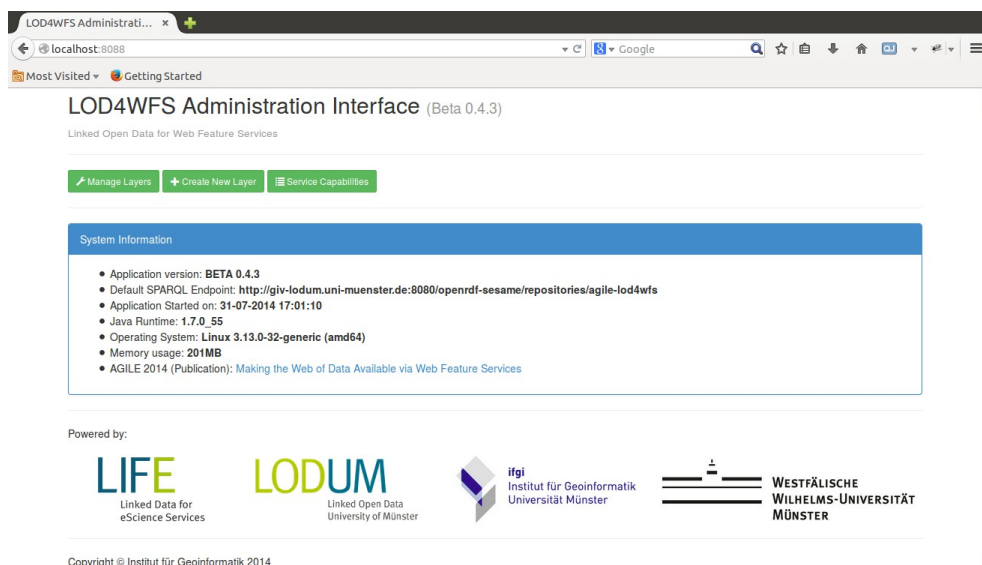 LOD4WFS Administrati... ×
localhost:8088
Google
Most Visited
Getting Started
LOD4WFS Administration Interface (Beta 0.4.3)
Linked Open Data for Web Feature Services
Manage Layers
Create New Layer
Service Capabilities
System Information
Application version: BETA 0.4.3
Default SPARQL Endpoint: http://giv-lodum.uni-muenster.de:8080/openrdf-sesame/repositories/agile-lod4wfs
Application Started on: 31-07-2014 17:01:10
Java Runtime: 1.7.0_55
Operating System: Linux 3.13.0-32-generic (amd64)
Memory usage: 201MB
AGILE 2014 (Publication): Making the Web of Data Available via Web Feature Services
Powered by:
LIFE
Linked Data for
eScience Services
LODUM
Linked Open Data
University of Münster
ifgi
Institut für Geoinformatik
Universität Münster
WESTFÄLISCHE
WILHELMS-UNIVERSITÄT
MÜNSTER
Copyright © Institut für Geoinformatik 2014